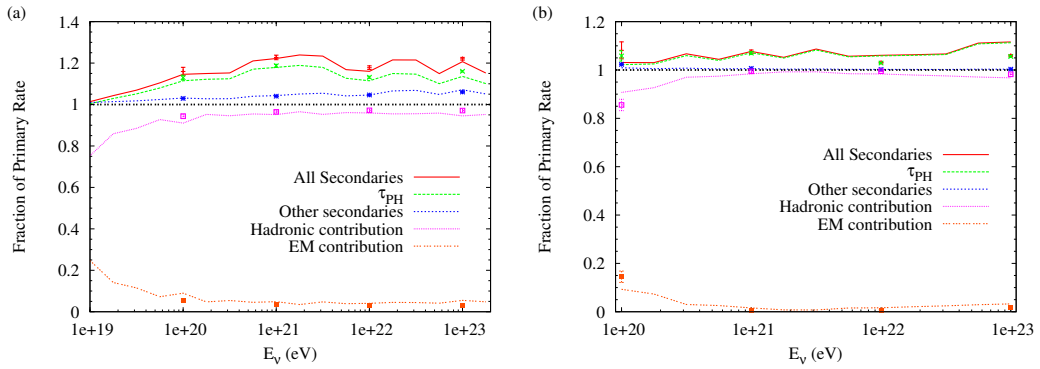 (a)
Fraction of Primary Rate
1.4
1.2
1
0.8
0.6
0.4
0.2
0
All Secondaries
τPH
Other secondaries
Hadronic contribution
EM contribution
1e+19
1e+20
1e+21
1e+22
1e+23
Eν (eV)
(b)
Fraction of Primary Rate
1.2
1
0.8
0.6
0.4
0.2
0
All Secondaries
τPH
Other secondaries
Hadronic contribution
EM contribution
1e+20
1e+21
1e+22
1e+23
Eν (eV)